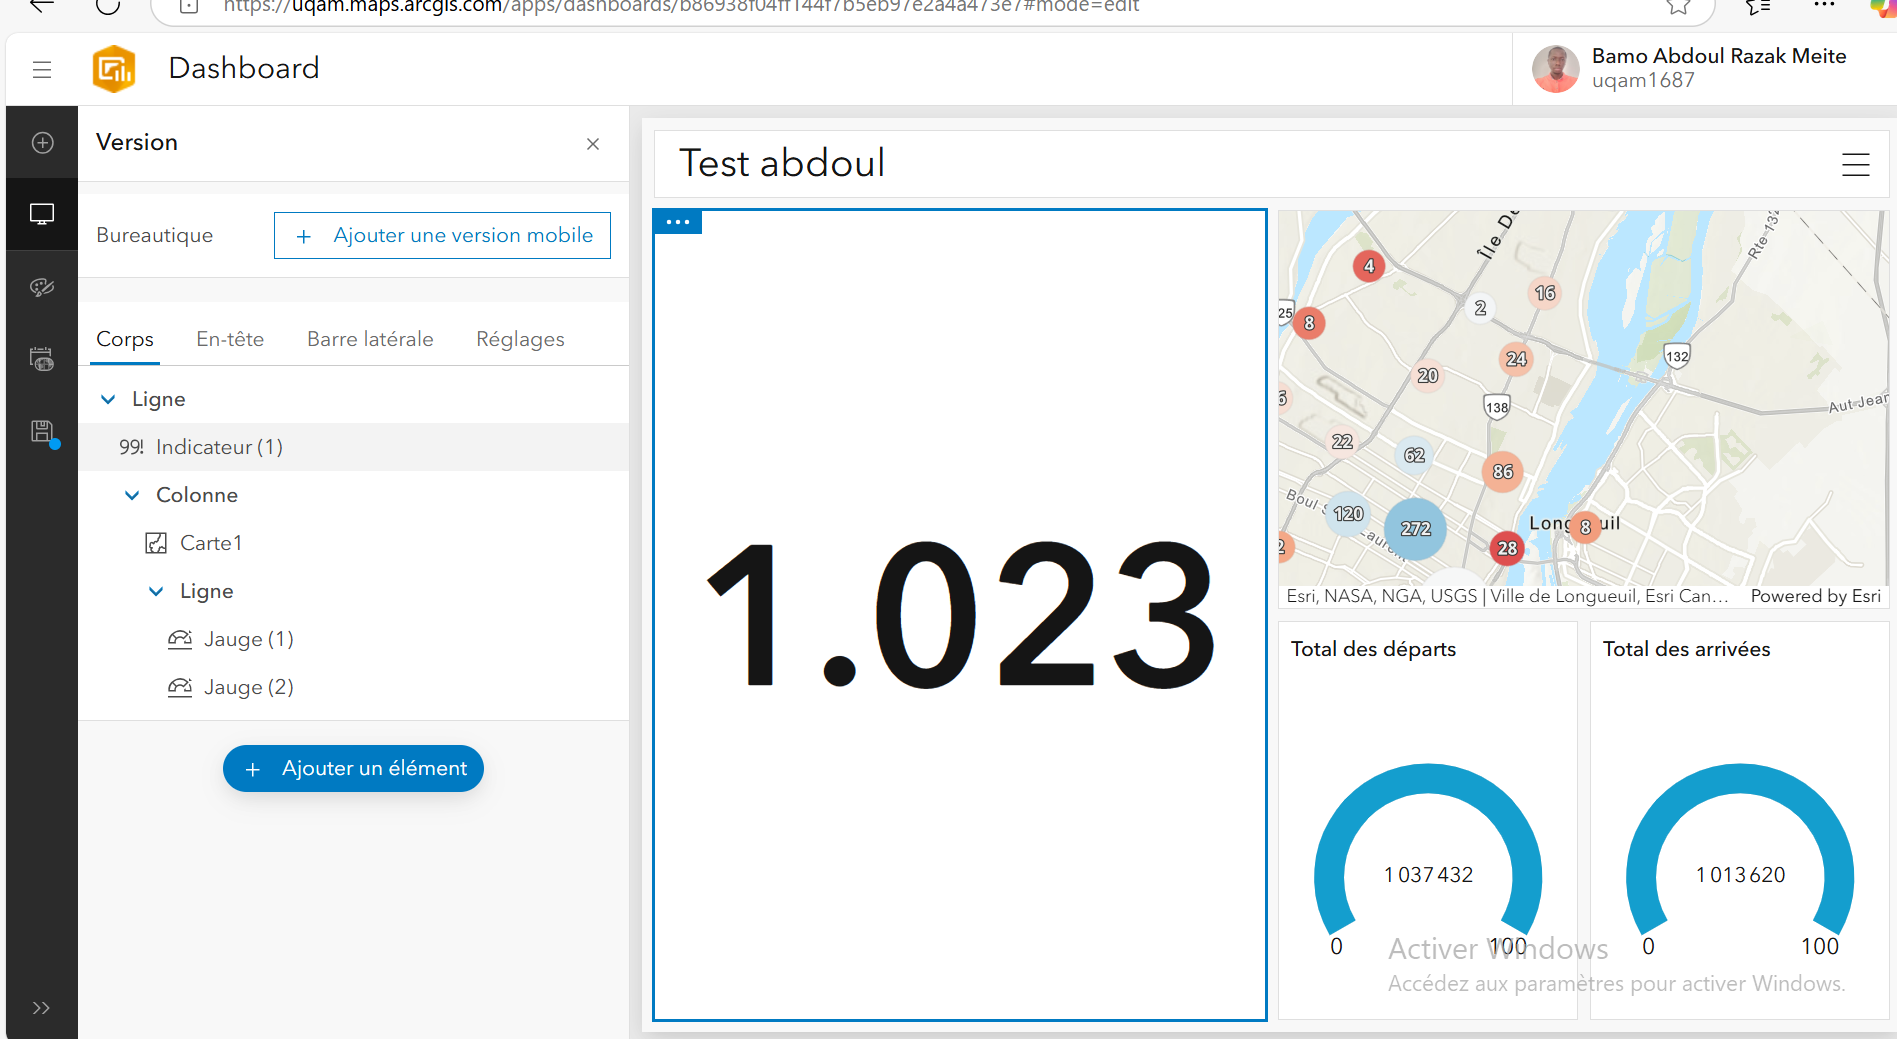 https://uqam.maps.arcgis.com/apps/dashboards/b86938f04ff144f7b5eb97e2a4a473e7#mode=edit
Dashboard
Bamo Abdoul Razak Meite
uqam1687
Version
Bureautique
+ Ajouter une version mobile
Corps En-tête Barre latérale Réglages
Ligne
99! Indicateur (1)
Colonne
Carte1
Ligne
Jauge (1)
Jauge (2)
+ Ajouter un élément
Test abdoul
1.023
Île De
Rte-132
4
16
2
25
8
132
24
20
138
6
Aut Jean
22
62
86
Boul-S
120
272
Laure
Longueuil
8
2
28
Esri, NASA, NGA, USGS | Ville de Longueuil, Esri Can... Powered by Esri
Total des départs
1 037 432
0 100
Total des arrivées
1 013 620
0 100
Activer Windows
Accédez aux paramètres pour activer Windows.